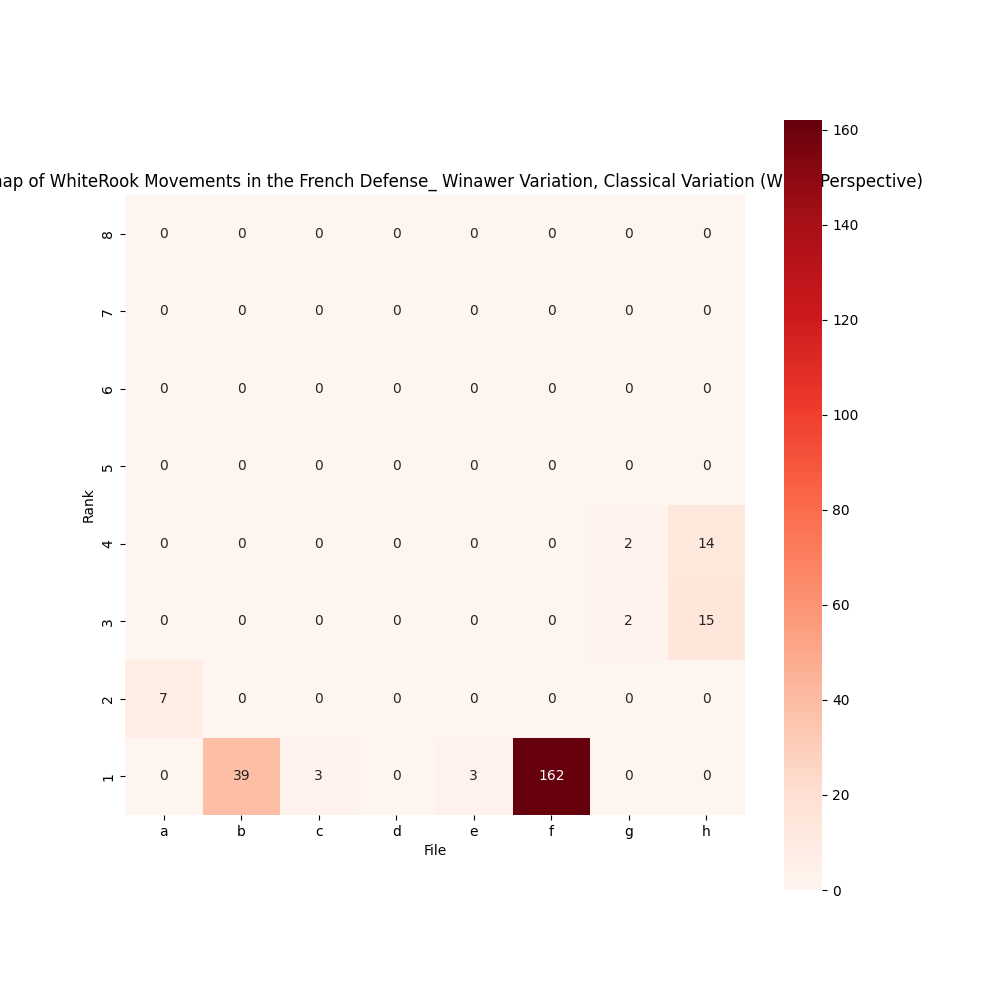 ap of WhiteRook Movements in the French Defense_ Winawer Variation, Classical Variation (W Perspective)
160
140
120
100
80
60
40
20
0
8 0 0 0 0 0 0 0 0
7 0 0 0 0 0 0 0 0
6 0 0 0 0 0 0 0 0
5 0 0 0 0 0 0 0 0
Rank
4 0 0 0 0 0 0 2 14
3 0 0 0 0 0 0 2 15
2 7 0 0 0 0 0 0 0
1 0 39 3 0 3 162 0 0
a b c d e f g h
File